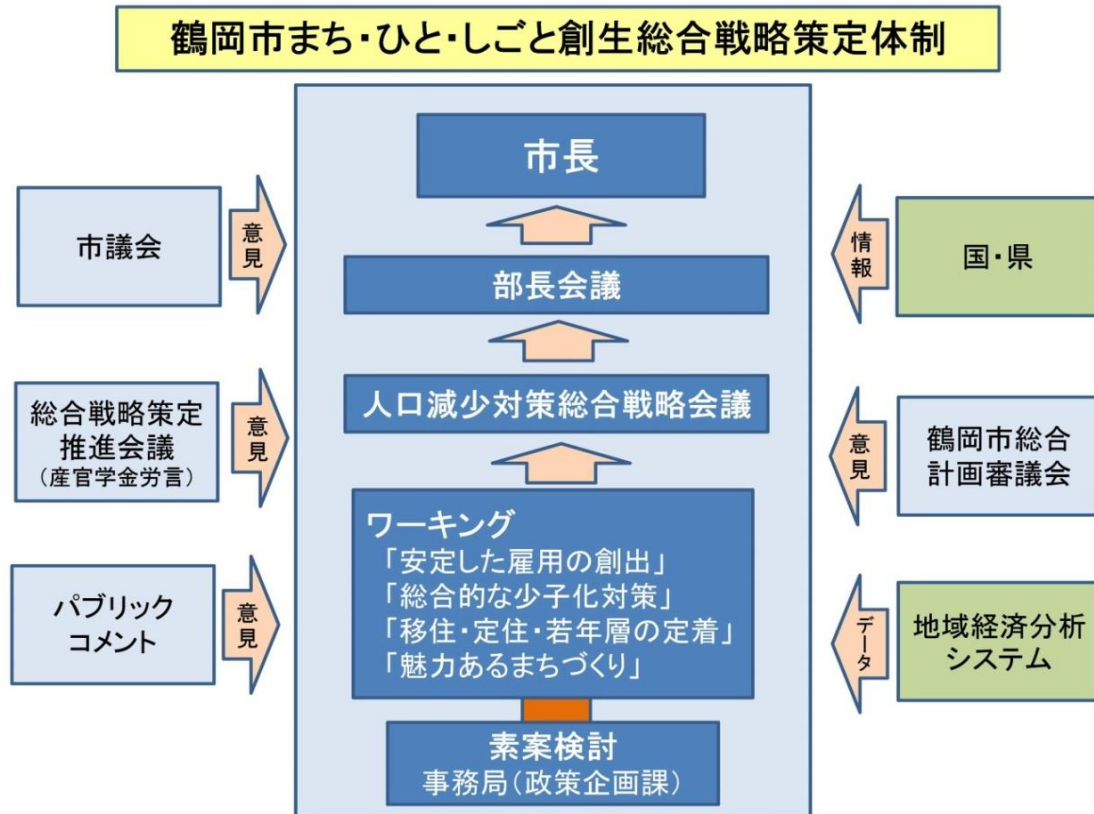 鶴岡市まち・ひと・しごと創生総合戦略策定体制
市長
部長会議
人口減少対策総合戦略会議
ワーキング
「安定した雇用の創出」
「総合的な少子化対策」
「移住・定住・若年層の定着」
「魅力あるまちづくり」
素案検討
事務局(政策企画課)
市議会
意見
総合戦略策定
推進会議
(産官学金労言)
意見
パブリック
コメント
意見
情報
国・県
意見
鶴岡市総合
計画審議会
データ
地域経済分析
システム